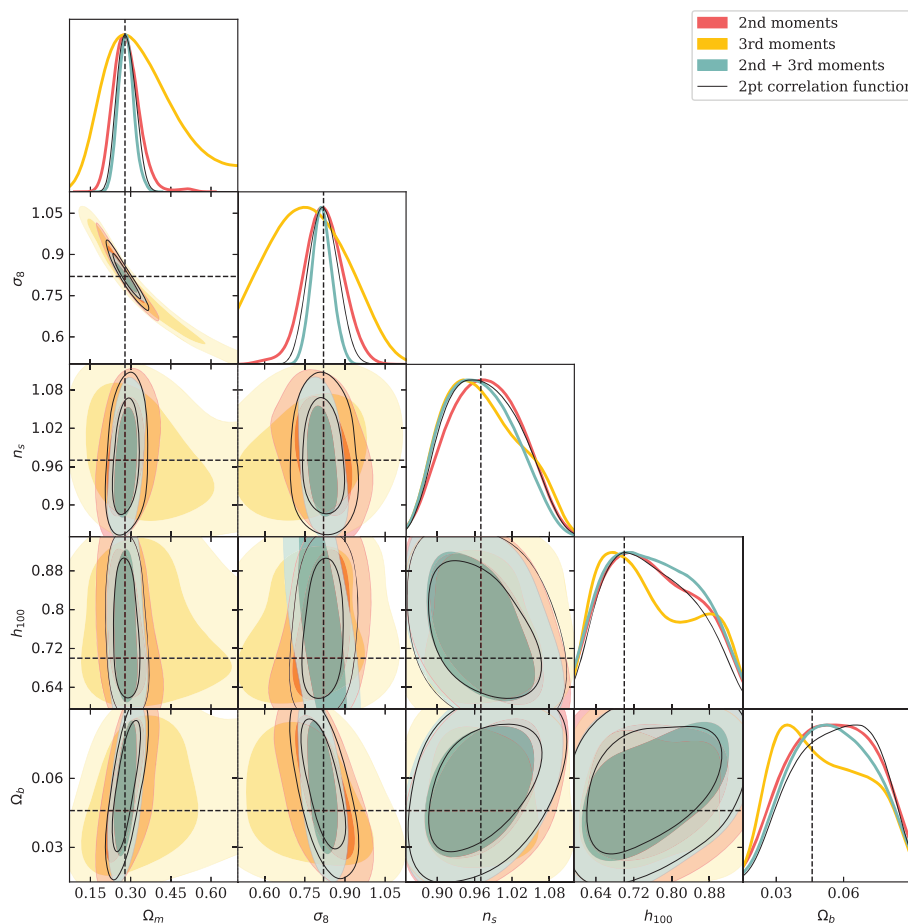 2nd moments
3rd moments
2nd + 3rd moments
2pt correlation function
1.05
0.9
0.75
0.6
σ8
1.08
1.02
0.96
0.9
ns
0.88
0.8
0.72
0.64
h100
0.06
0.03
Ωb
0.15 0.30 0.45 0.60
0.60 0.75 0.90 1.05
0.90 0.96 1.02 1.08
0.64 0.72 0.80 0.88
0.03 0.06
Ωm σ8 ns h100 Ωb